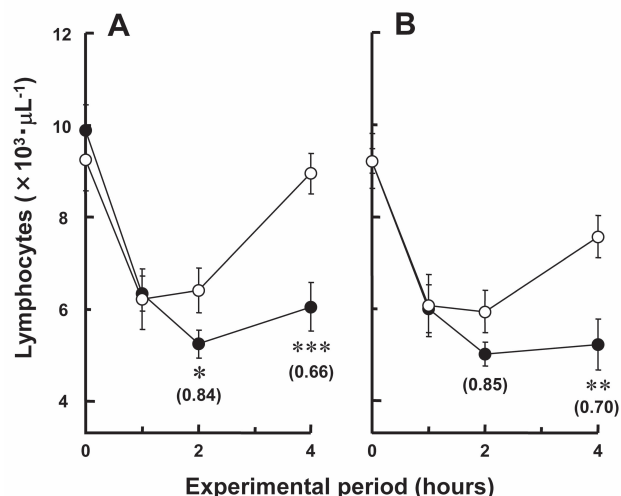 A
B
Lymphocytes (×10³•μL⁻¹)
12
10
8
6
4
*
(0.84)
***
(0.66)
(0.85)
**
(0.70)
0 2 4 0 2 4
Experimental period (hours)